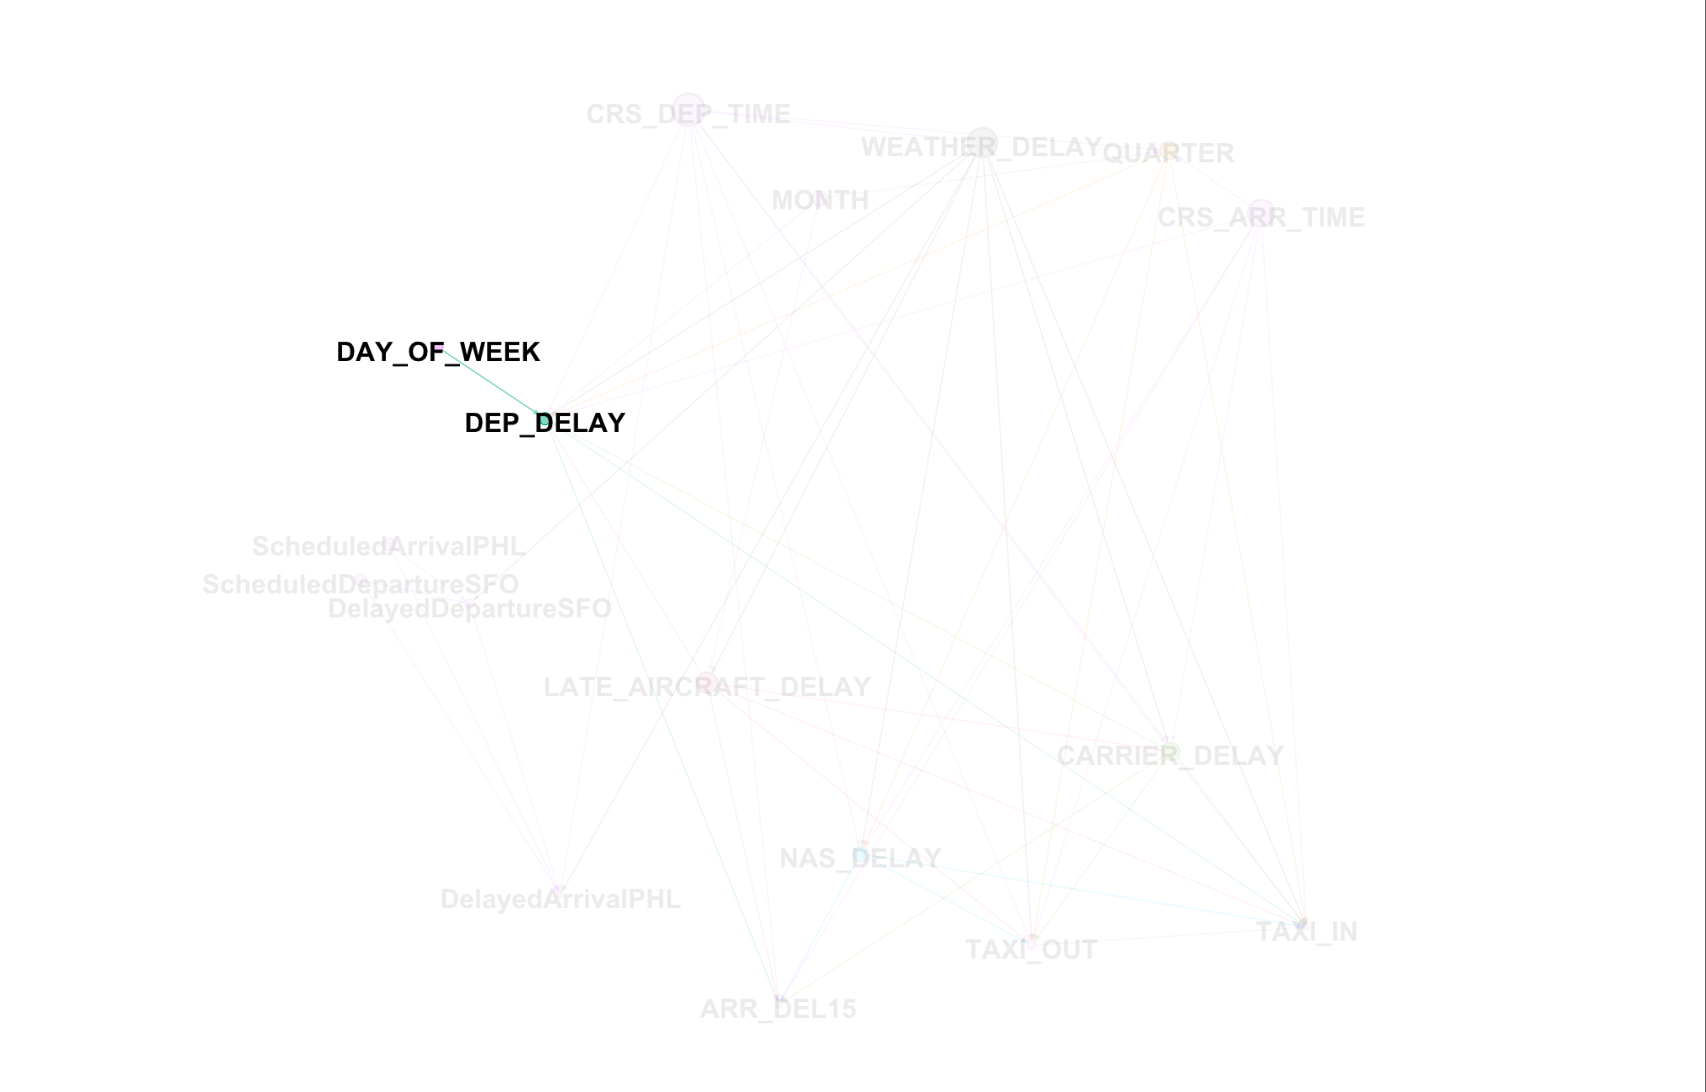 CRS_DEP_TIME
WEATHER_DELAY
QUARTER
MONTH
CRS_ARR_TIME
DAY_OF_WEEK
DEP_DELAY
ScheduledArrivalPHL
ScheduledDepartureSFO
DelayedDepartureSFO
LATE_AIRCRAFT_DELAY
CARRIER_DELAY
NAS_DELAY
DelayedArrivalPHL
TAXI_IN
TAXI_OUT
ARR_DEL15